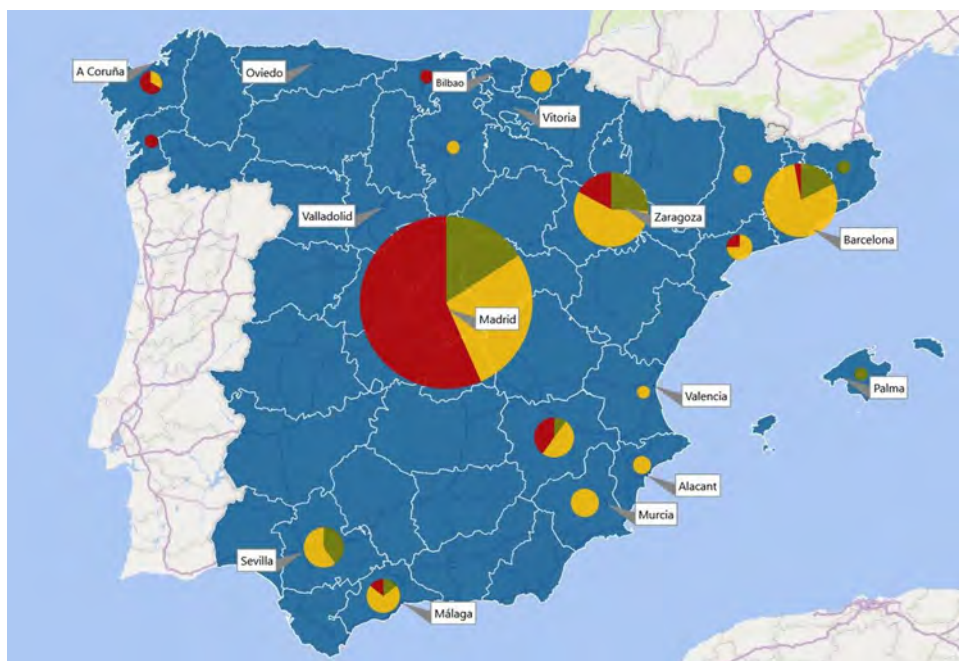 A Coruña
Oviedo
Bilbao
Vitoria
Valladolid
Zaragoza
Barcelona
Madrid
Palma
Valencia
Alacant
Murcia
Sevilla
Málaga